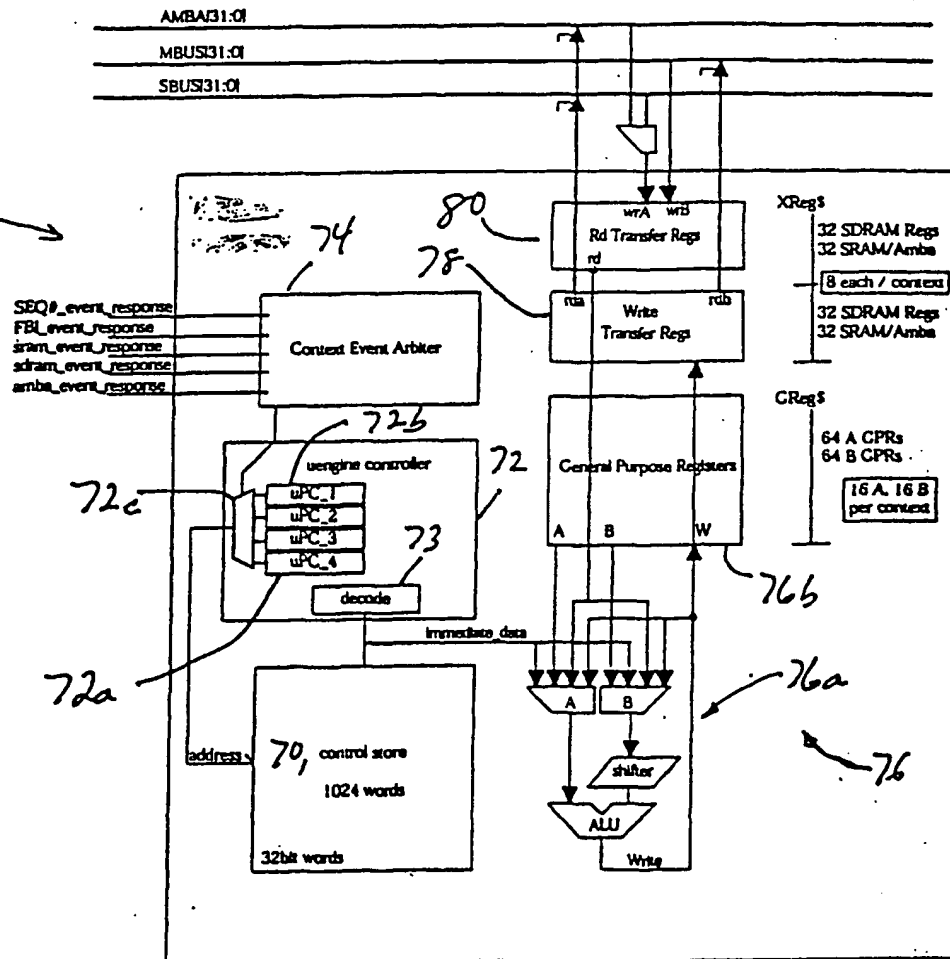 AMBA[31:0]
MBUS[31:0]
SBUS[31:0]
80
wrA wrB
Rd Transfer Regs
rd
XRegs
32 SDRAM Regs
32 SRAM/Amba
8 each / context
32 SDRAM Regs
32 SRAM/Amba
74
78
rda rdb
Write
Transfer Regs
SEQ#_event_response
FBI_event_response
sram_event_response
sdram_event_response
amba_event_response
Context Event Arbiter
GRegs
64 A GPRs
64 B GPRs
16 A, 16 B
per context
72b
uengine controller
72
72c
uPC_1
uPC_2
uPC_3
uPC_4
73
decode
72a
General Purpose Registers
A B W
76b
immediate_data
A B
76a
76
address
70, control store
1024 words
32bit words
shifter
ALU
Write